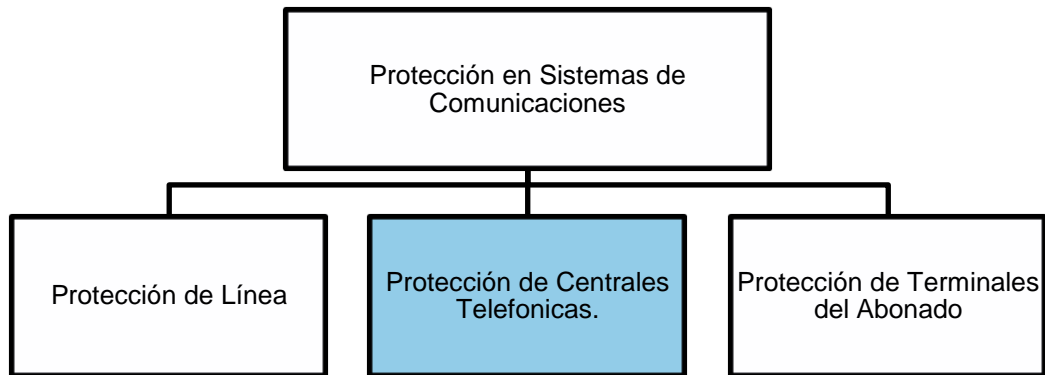 Protección en Sistemas de
Comunicaciones
Protección de Línea
Protección de Centrales
Telefonicas.
Protección de Terminales
del Abonado